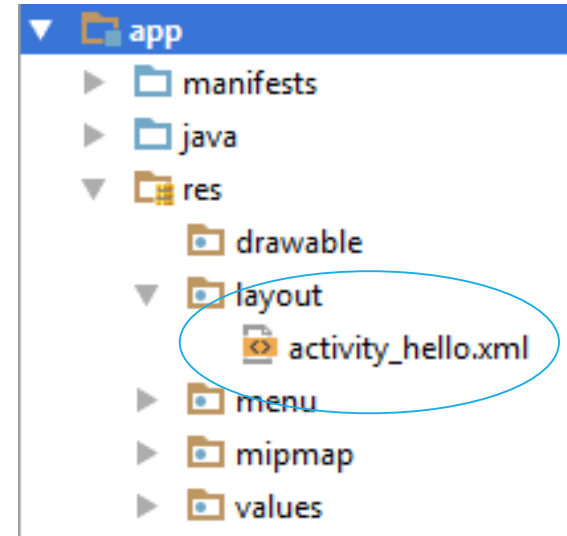 app
manifests
java
res
drawable
layout
activity_hello.xml
menu
mipmap
values